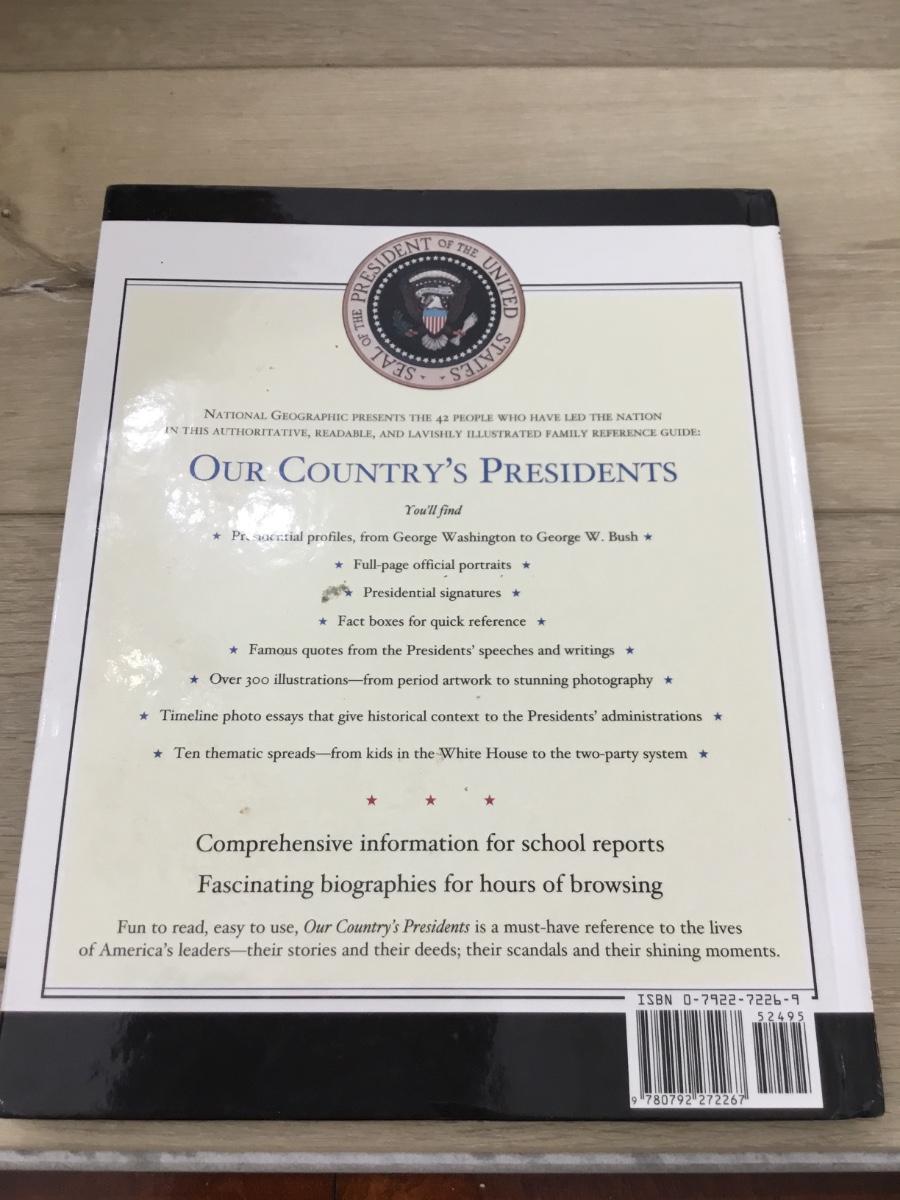 SEAL OF THE PRESIDENT OF THE UNITED STATES
NATIONAL GEOGRAPHIC PRESENTS THE 42 PEOPLE WHO HAVE LED THE NATION
IN THIS AUTHORITATIVE, READABLE, AND LAVISHLY ILLUSTRATED FAMILY REFERENCE GUIDE:
OUR COUNTRY'S PRESIDENTS
You'll find
★ Presidential profiles, from George Washington to George W. Bush ★
★ Full-page official portraits ★
★ Presidential signatures ★
★ Fact boxes for quick reference ★
★ Famous quotes from the Presidents' speeches and writings ★
★ Over 300 illustrations—from period artwork to stunning photography ★
★ Timeline photo essays that give historical context to the Presidents' administrations ★
★ Ten thematic spreads—from kids in the White House to the two-party system ★
★ ★ ★
Comprehensive information for school reports
Fascinating biographies for hours of browsing
Fun to read, easy to use, Our Country's Presidents is a must-have reference to the lives
of America's leaders—their stories and their deeds; their scandals and their shining moments.
ISBN 0-7922-7226-9
52495
9 780792 272267